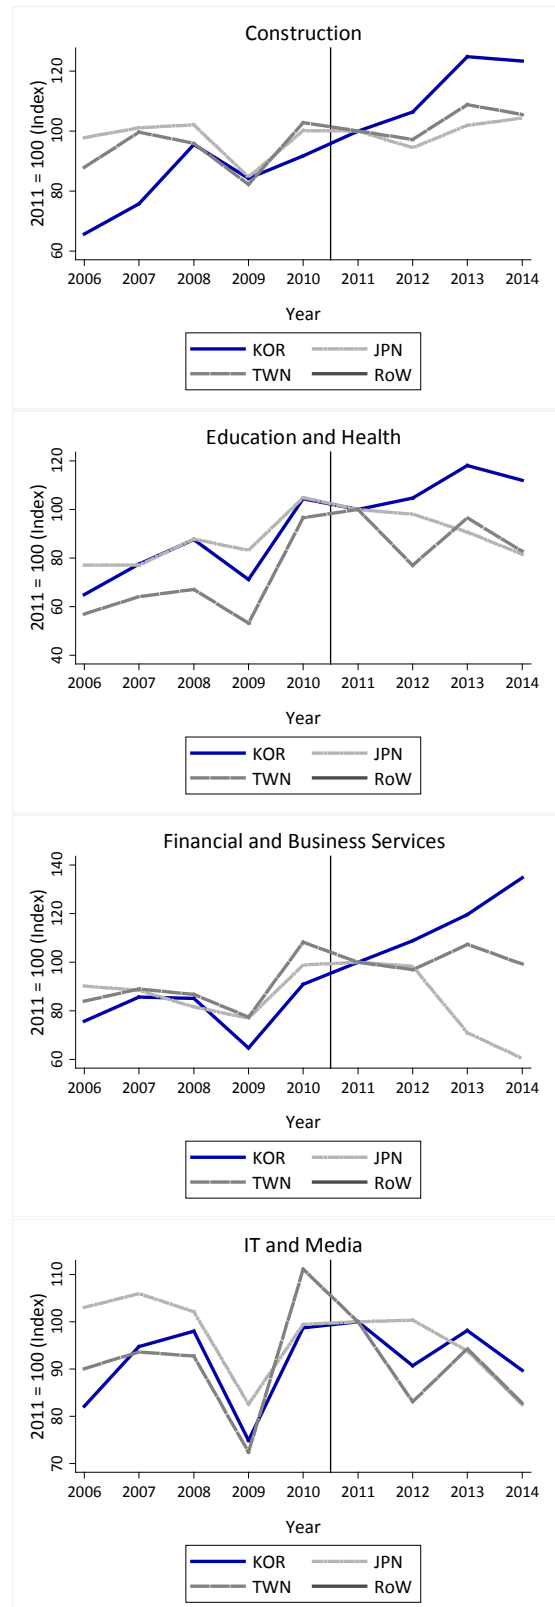 Construction
2011 = 100 (Index)
120
100
80
60
2006 2007 2008 2009 2010 2011 2012 2013 2014
Year
KOR JPN
TWN RoW
Education and Health
2011 = 100 (Index)
120
100
80
60
40
2006 2007 2008 2009 2010 2011 2012 2013 2014
Year
KOR JPN
TWN RoW
Financial and Business Services
2011 = 100 (Index)
140
120
100
80
60
2006 2007 2008 2009 2010 2011 2012 2013 2014
Year
KOR JPN
TWN RoW
IT and Media
2011 = 100 (Index)
110
100
90
80
70
2006 2007 2008 2009 2010 2011 2012 2013 2014
Year
KOR JPN
TWN RoW